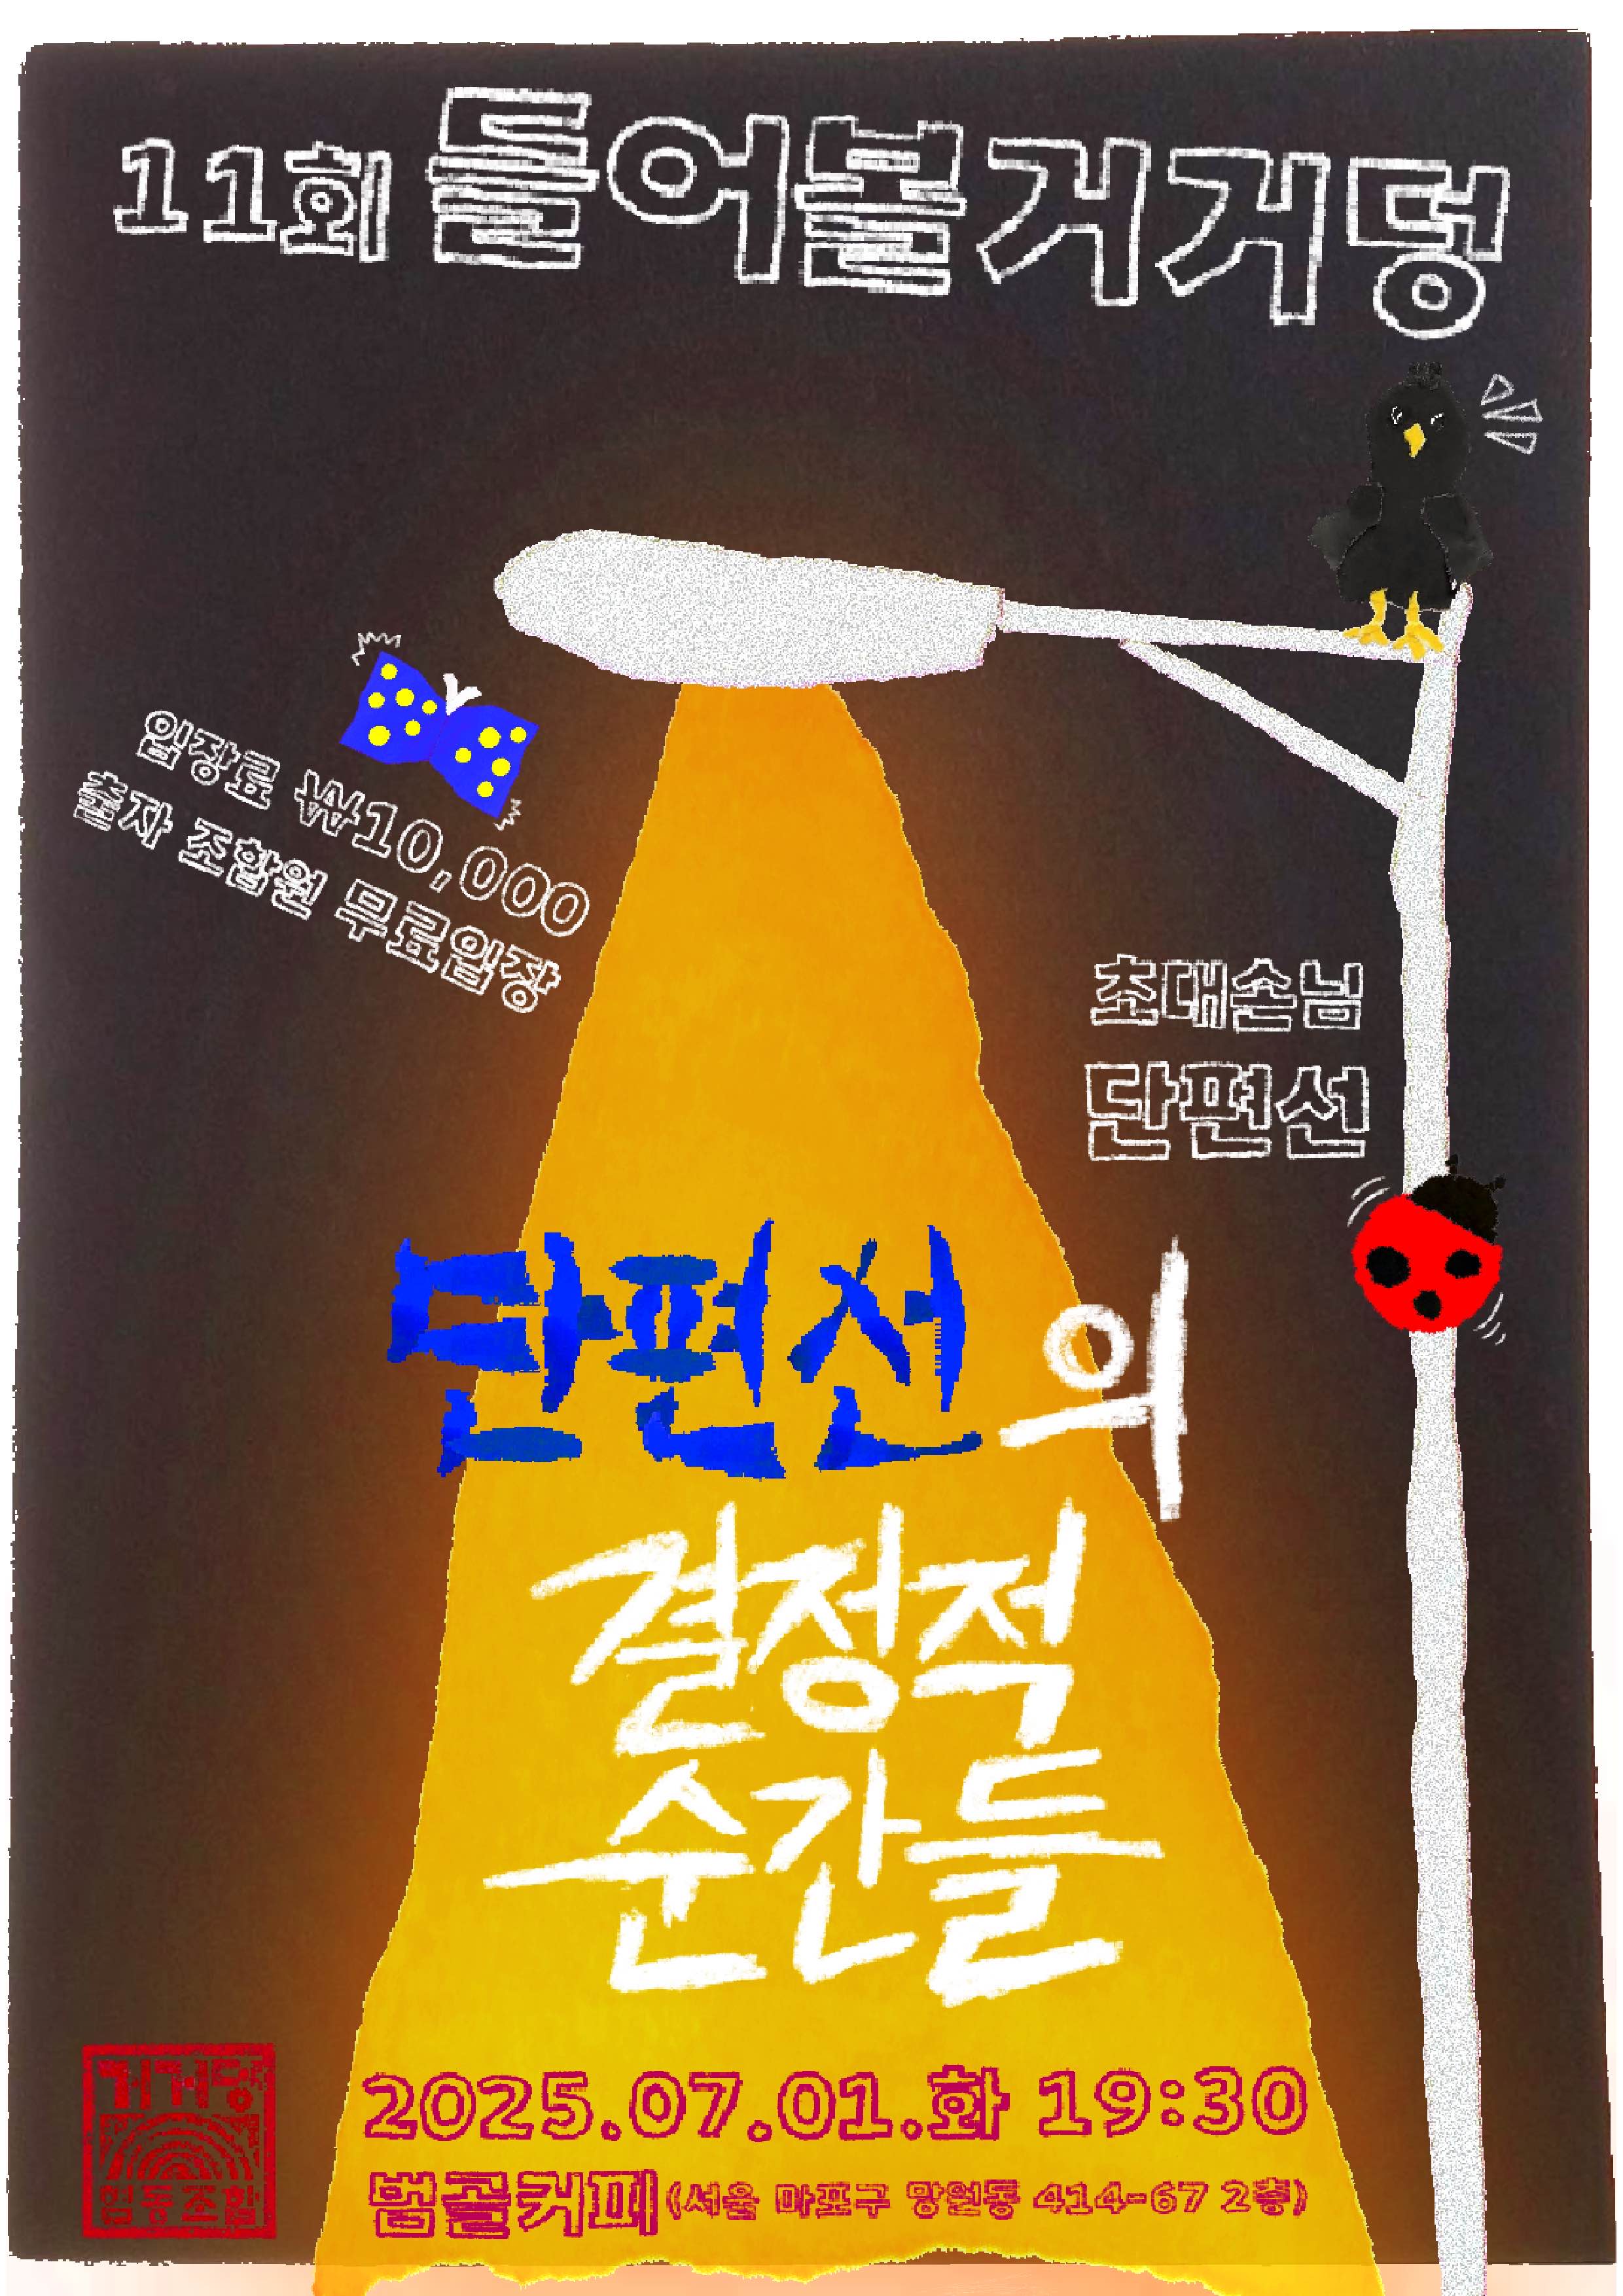 11회 들어볼거거덩
입장료 ₩10,000
출자 조합원 무료입장
초대손님
단편선
단편선의
결정적
순간들
2025.07.01.화 19:30
범골커피 (서울 마포구 망원동 414-67 2층)
거거덩
협동조합